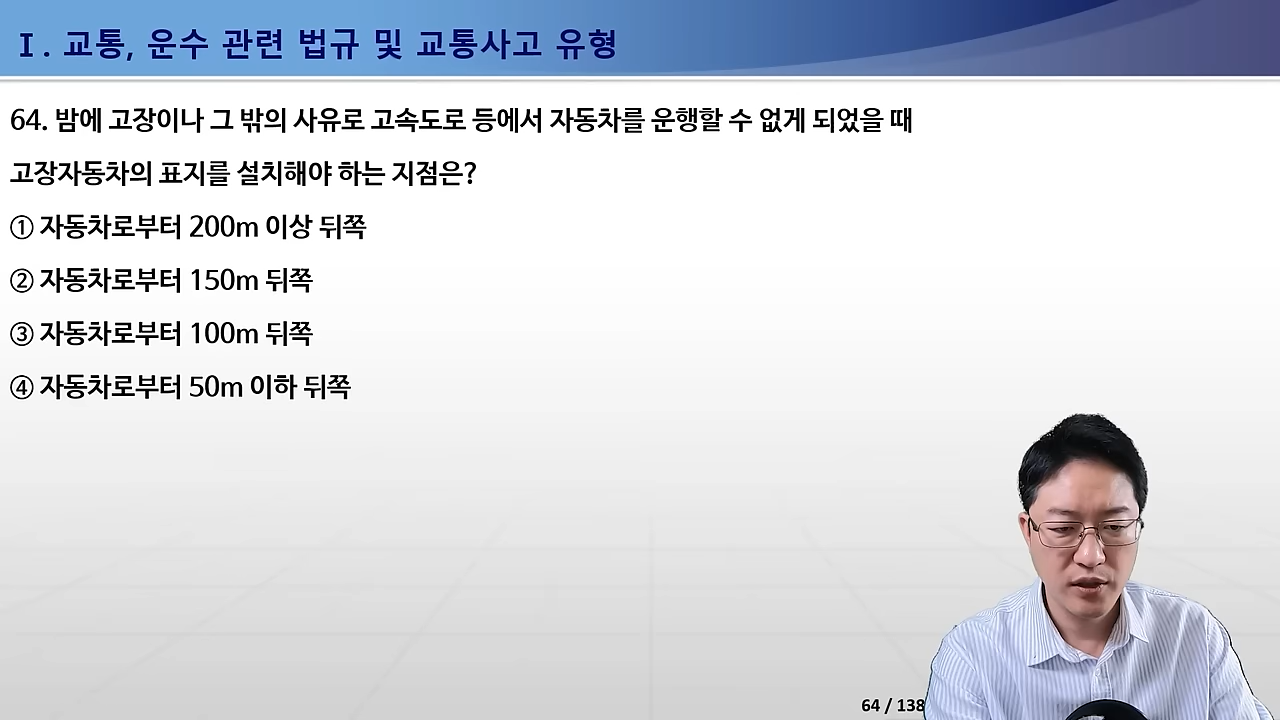 Ⅰ. 교통, 운수 관련 법규 및 교통사고 유형
64. 밤에 고장이나 그 밖의 사유로 고속도로 등에서 자동차를 운행할 수 없게 되었을 때
고장자동차의 표지를 설치해야 하는 지점은?
① 자동차로부터 200m 이상 뒤쪽
② 자동차로부터 150m 뒤쪽
③ 자동차로부터 100m 뒤쪽
④ 자동차로부터 50m 이하 뒤쪽
64 / 138